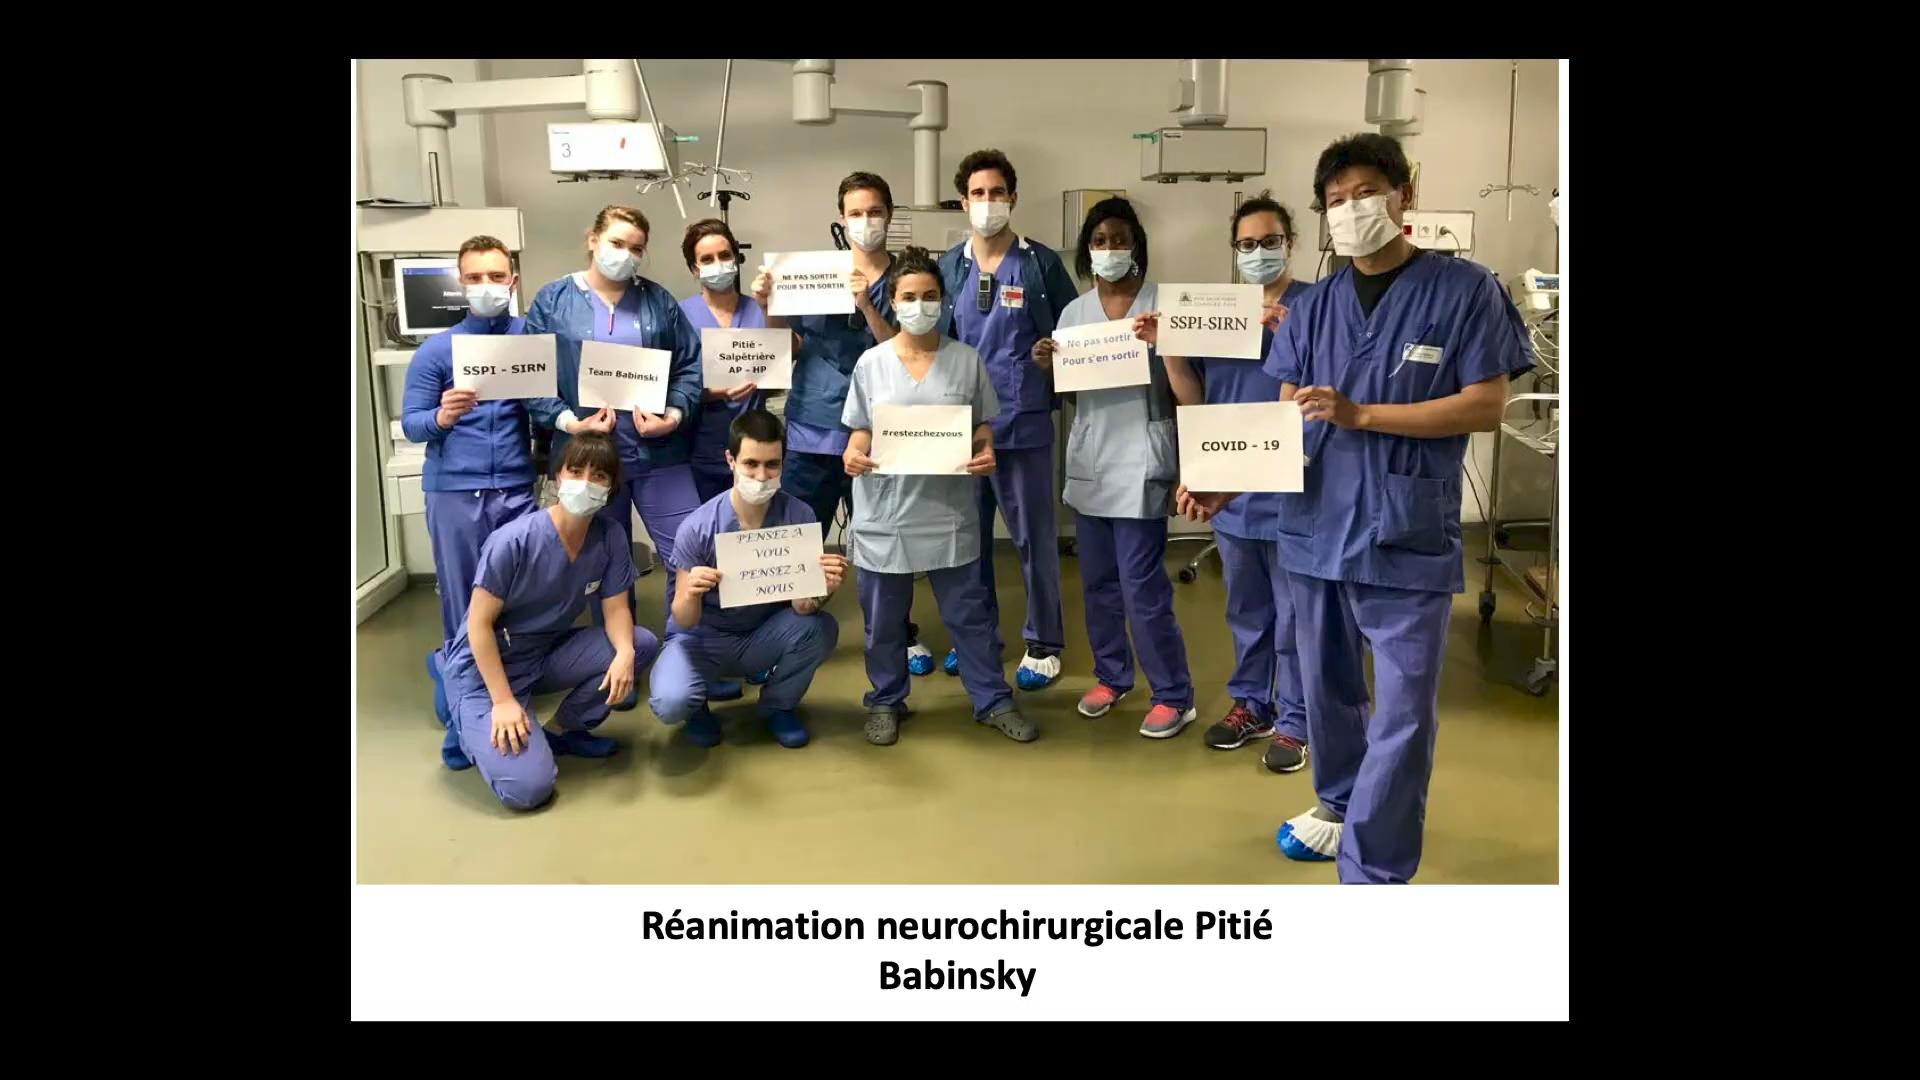 3
NE PAS SORTIR
POUR S'EN SORTIR
SSPI-SIRN
Ne pas sortir
Pour s'en sortir
Pitié -
Salpêtrière
AP - HP
SSPI - SIRN
Team Babinski
#restezchezvous
COVID - 19
PENSEZ A
VOUS
PENSEZ A
NOUS
Réanimation neurochirurgicale Pitié
Babinsky